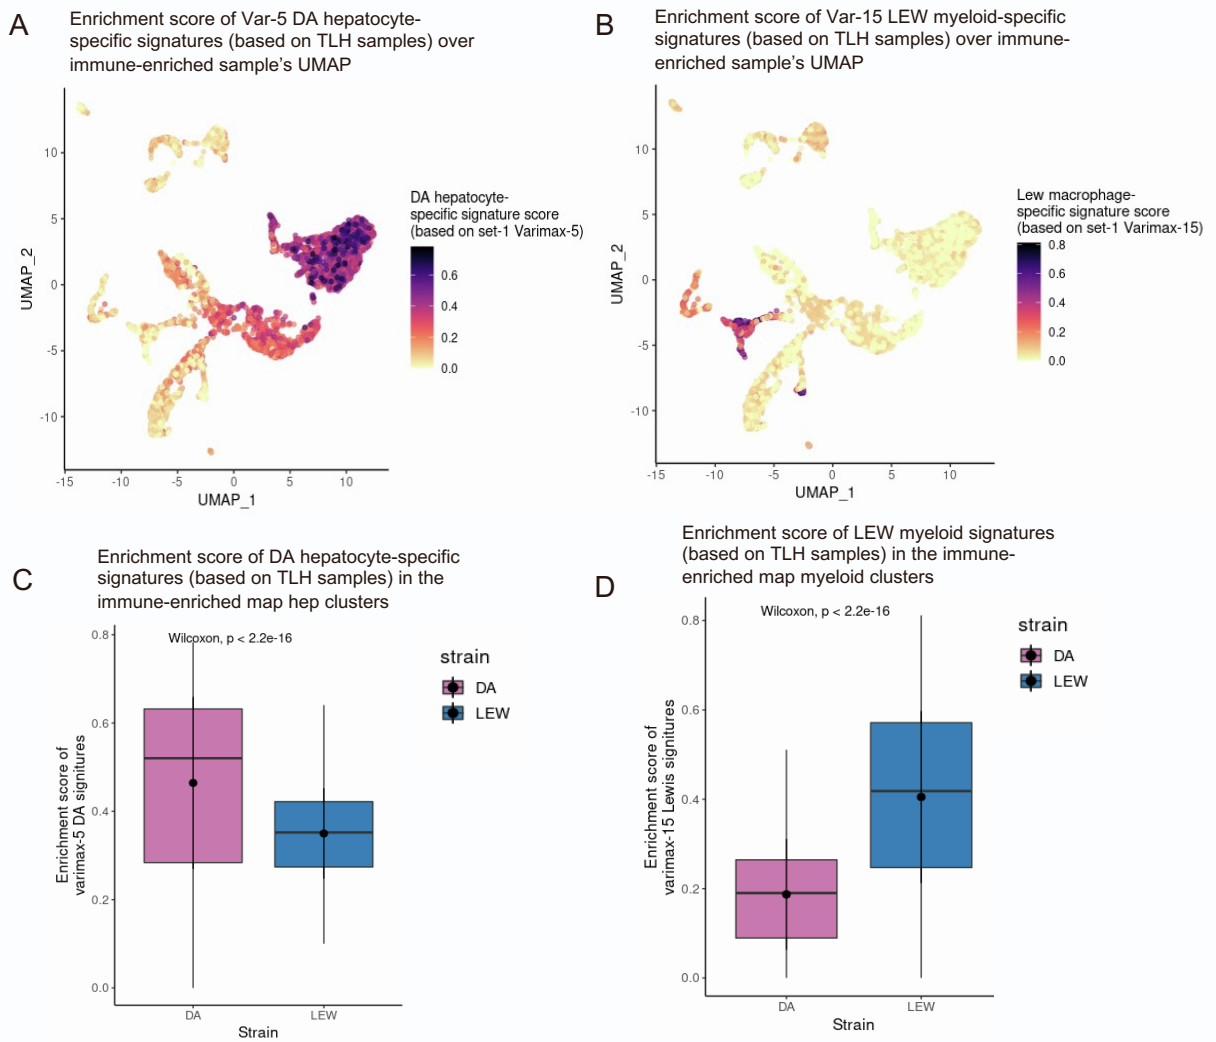 A
Enrichment score of Var-5 DA hepatocyte-
specific signatures (based on TLH samples) over
immune-enriched sample's UMAP
10
5
0
-5
-10
UMAP_2
-15
-10
-5
0
5
10
UMAP_1
DA hepatocyte-
specific signature score
(based on set-1 Varimax-5)
0.6
0.4
0.2
0.0
B
Enrichment score of Var-15 LEW myeloid-specific
signatures (based on TLH samples) over immune-
enriched sample's UMAP
10
5
0
-5
-10
UMAP_2
-15
-10
-5
0
5
10
UMAP_1
Lew macrophage-
specific signature score
(based on set-1 Varimax-15)
0.8
0.6
0.4
0.2
0.0
C
Enrichment score of DA hepatocyte-specific
signatures (based on TLH samples) in the
immune-enriched map hep clusters
Wilcoxon, p < 2.2e-16
0.8
0.6
0.4
0.2
0.0
Enrichment score of
varimax-5 DA signitures
DA
LEW
Strain
strain
DA
LEW
D
Enrichment score of LEW myeloid signatures
(based on TLH samples) in the immune-
enriched map myeloid clusters
Wilcoxon, p < 2.2e-16
0.8
0.6
0.4
0.2
0.0
Enrichment score of
varimax-15 Lewis signitures
DA
LEW
Strain
strain
DA
LEW